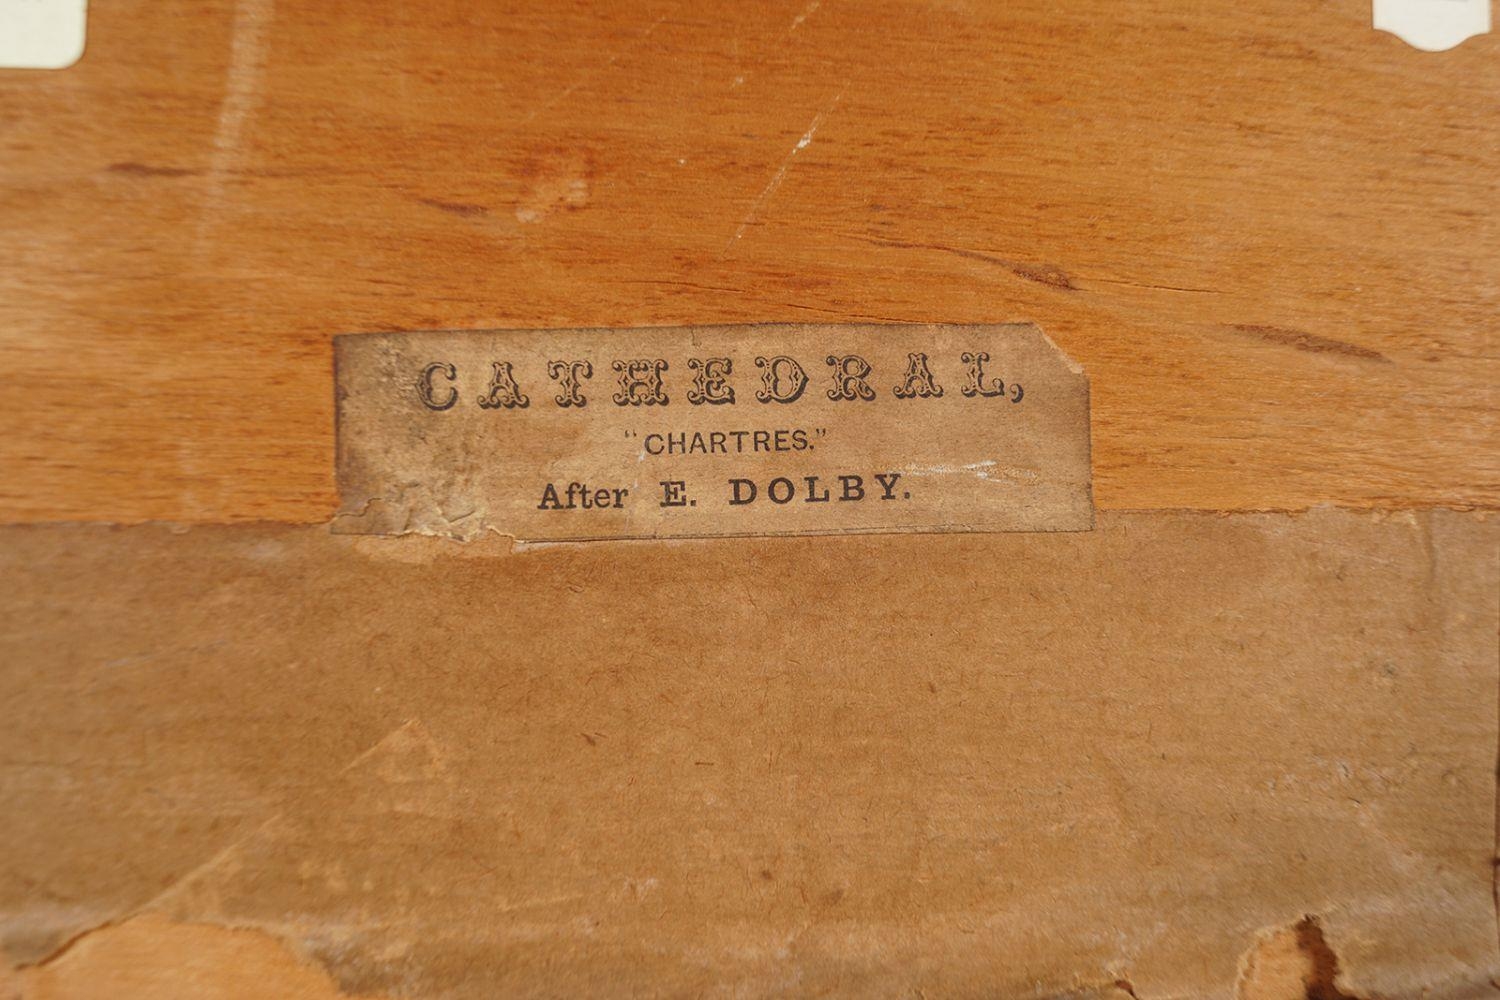 CATHEDRAL,
"CHARTRES."
After E. DOLBY.